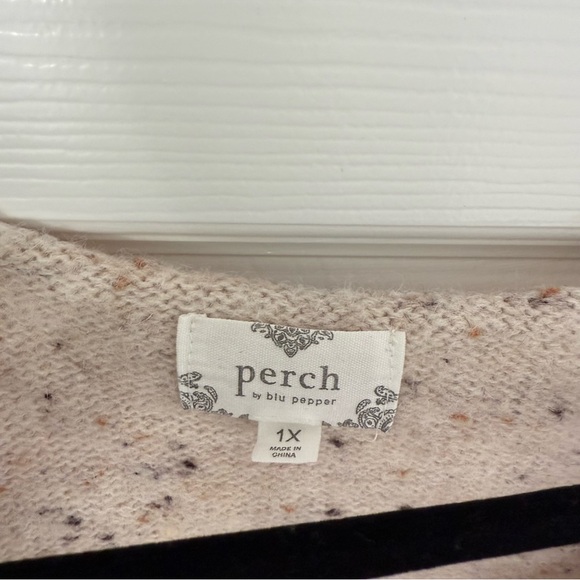 perch
by blu pepper
1X
MADE IN
CHINA